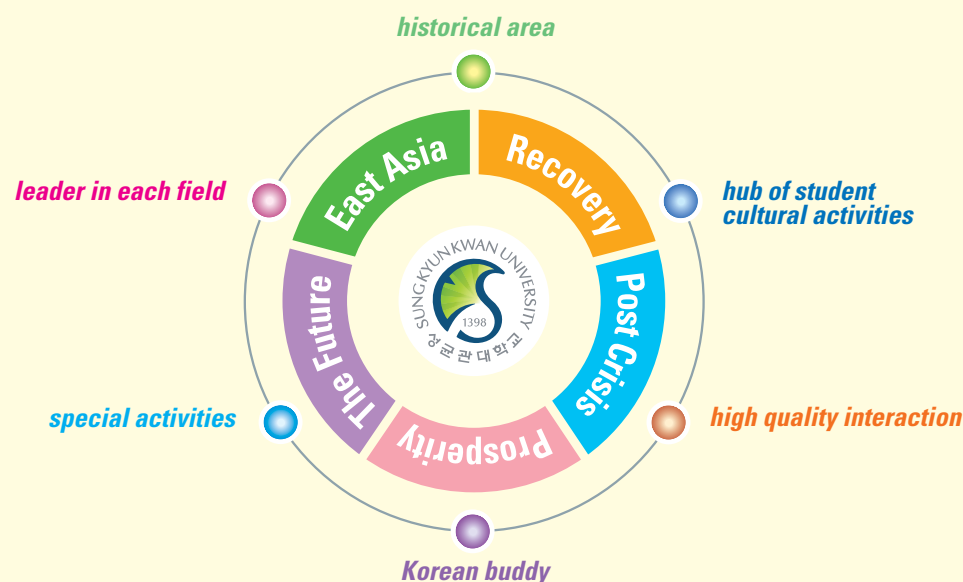 historical area
East Asia
Recovery
leader in each field
hub of student
cultural activities
SUNGKYUNKWAN UNIVERSITY
1398
성균관대학교
The Future
Post Crisis
special activities
high quality interaction
Prosperity
Korean buddy